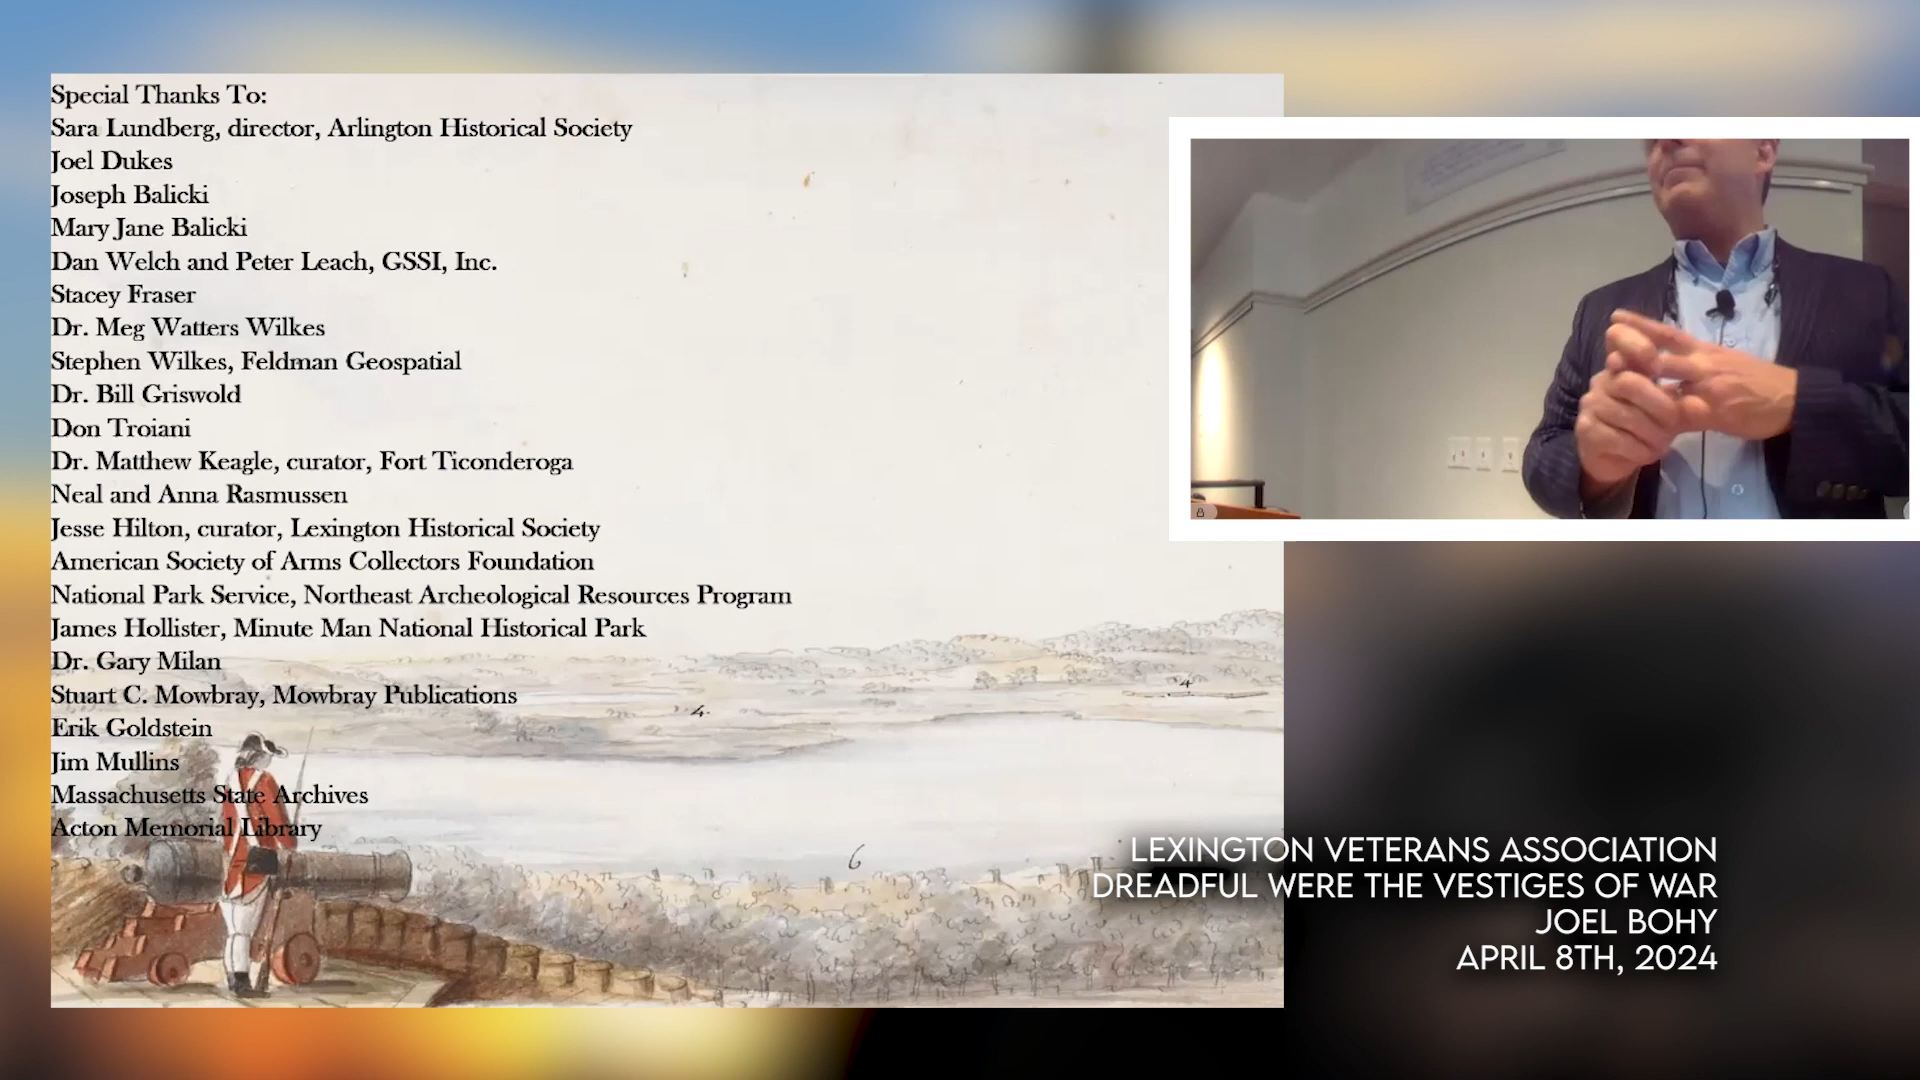 Special Thanks To:
Sara Lundberg, director, Arlington Historical Society
Joel Dukes
Joseph Balicki
Mary Jane Balicki
Dan Welch and Peter Leach, GSSI, Inc.
Stacey Fraser
Dr. Meg Watters Wilkes
Stephen Wilkes, Feldman Geospatial
Dr. Bill Griswold
Don Troiani
Dr. Matthew Keagle, curator, Fort Ticonderoga
Neal and Anna Rasmussen
Jesse Hilton, curator, Lexington Historical Society
American Society of Arms Collectors Foundation
National Park Service, Northeast Archeological Resources Program
James Hollister, Minute Man National Historical Park
Dr. Gary Milan
Stuart C. Mowbray, Mowbray Publications
Erik Goldstein
Jim Mullins
Massachusetts State Archives
Acton Memorial Library
4
4
6
LEXINGTON VETERANS ASSOCIATION
DREADFUL WERE THE VESTIGES OF WAR
JOEL BOHY
APRIL 8TH, 2024